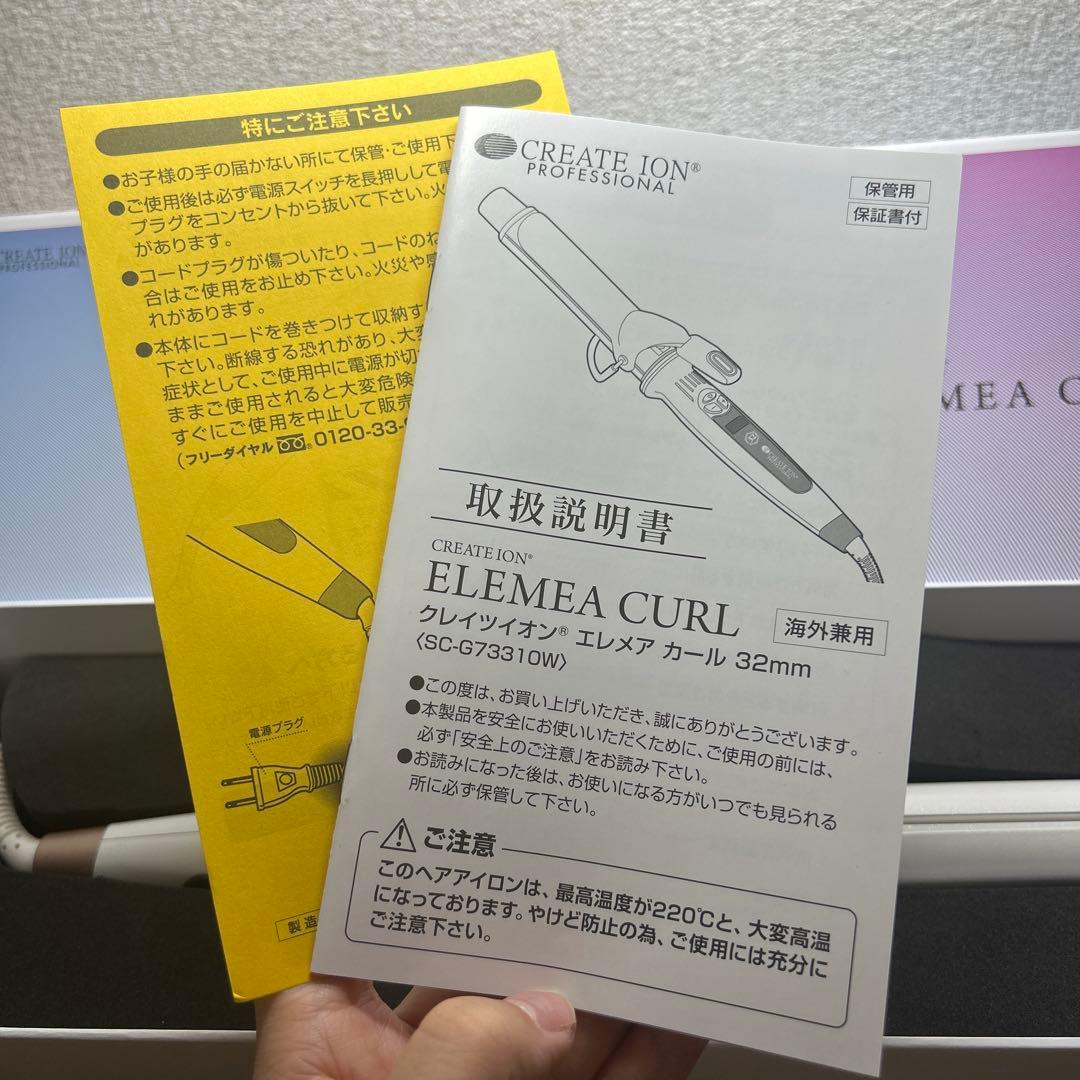 特にご注意下さい
●お子様の手の届かない所にて保管・ご使用下
●ご使用後は必ず電源スイッチを長押しして電
プラグをコンセントから抜いて下さい。火
があります。
●コードプラグが傷ついたり、コードのね
合はご使用をお止め下さい。火災や感
れがあります。
●本体にコードを巻きつけて収納す
下さい。断線する恐れがあり、大変
症状として、ご使用中に電源が切
ままご使用されると大変危険
すぐにご使用を中止して販売
(フリーダイヤル 0120-33-
電源プラグ
製造
CREATE ION®
PROFESSIONAL
保管用
保証書付
CREATE ION
取扱説明書
CREATE ION®
ELEMEA CURL
クレイツイオン® エレメア カール 32mm
〈SC-G73310W〉
海外兼用
●この度は、お買い上げいただき、誠にありがとうございます。
●本製品を安全にお使いいただくために、ご使用の前には、
必ず「安全上のご注意」をお読み下さい。
●お読みになった後は、お使いになる方がいつでも見られる
所に必ず保管して下さい。
ご注意
このヘアアイロンは、最高温度が220℃と、大変高温
になっております。やけど防止の為、ご使用には充分に
ご注意下さい。
CREATE ION
PROFESSIONAL
MEA C